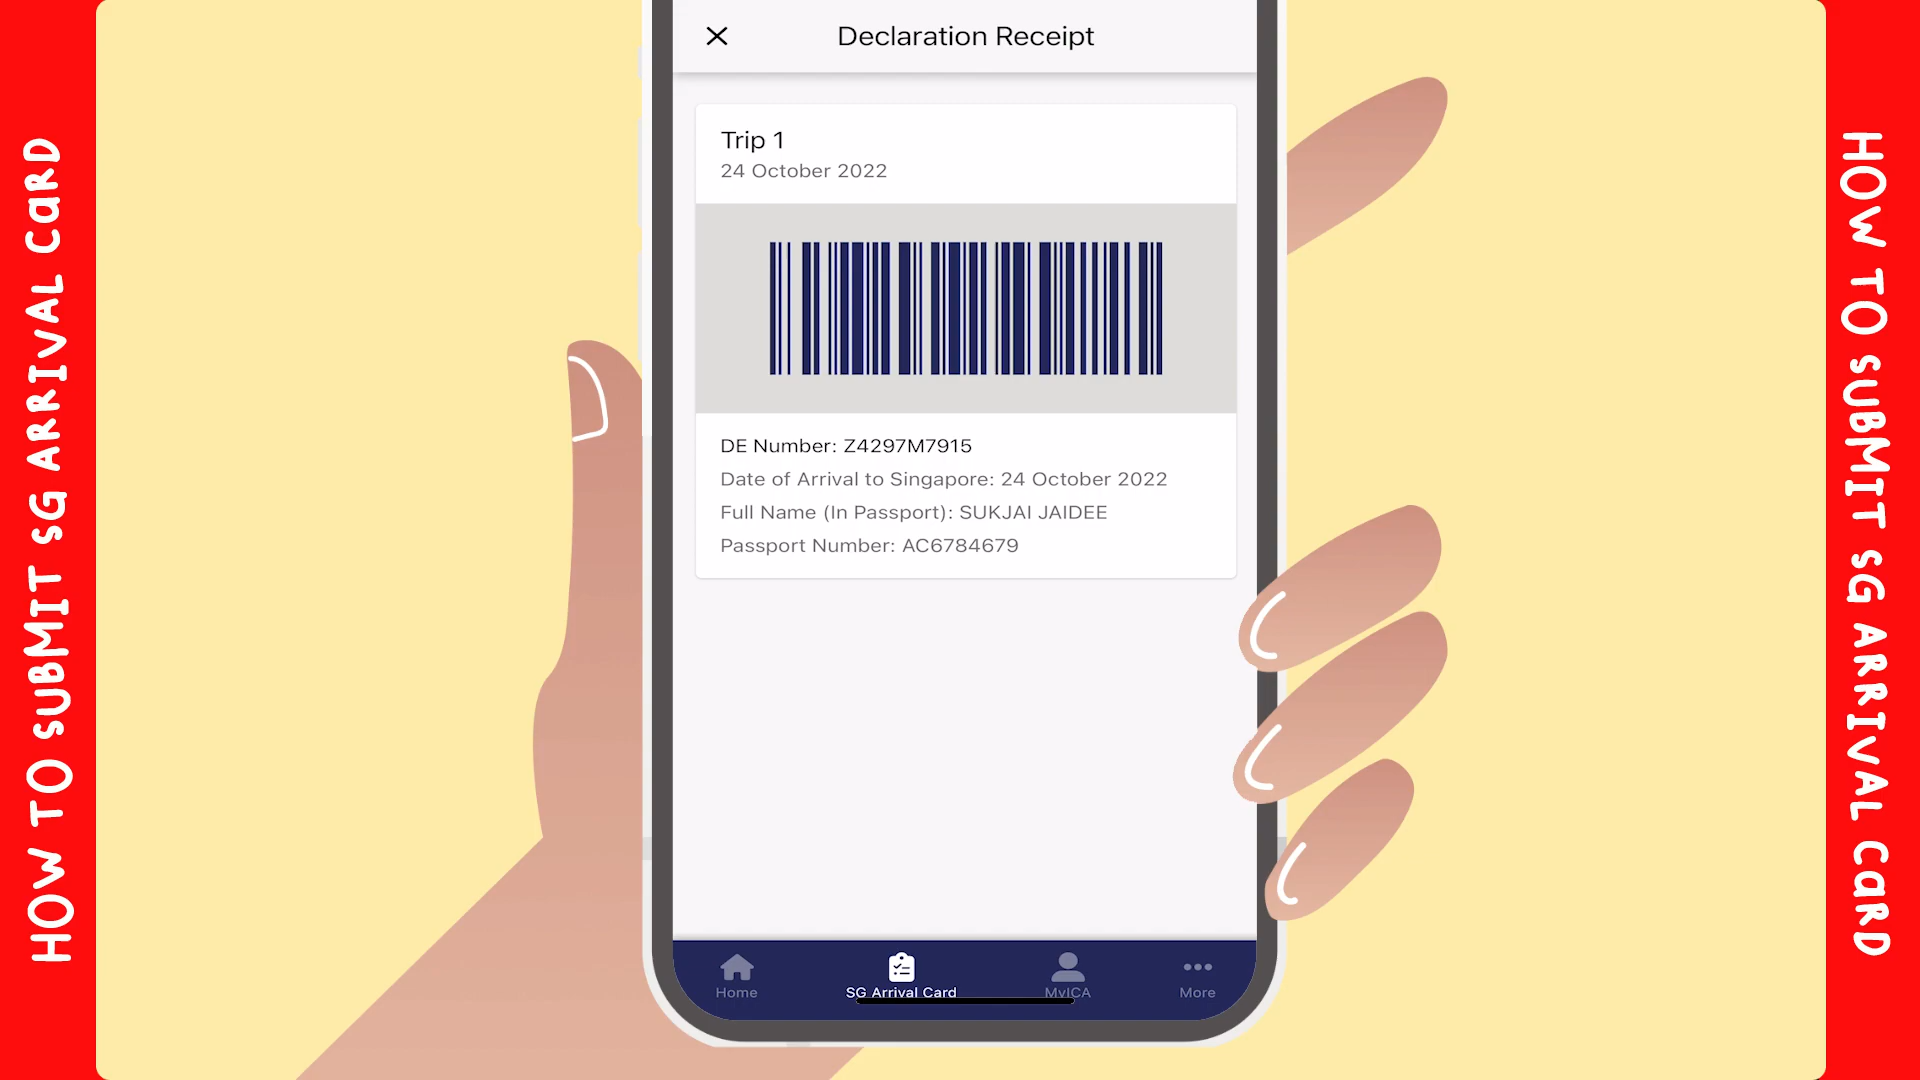 HOW TO SUBMIT SG ARRIVAL CARD
Declaration Receipt
Trip 1
24 October 2022
DE Number: Z4297M7915
Date of Arrival to Singapore: 24 October 2022
Full Name (In Passport): SUKJAI JAIDEE
Passport Number: AC6784679
Home
SG Arrival Card
MyICA
More
HOW TO SUBMIT SG ARRIVAL CARD